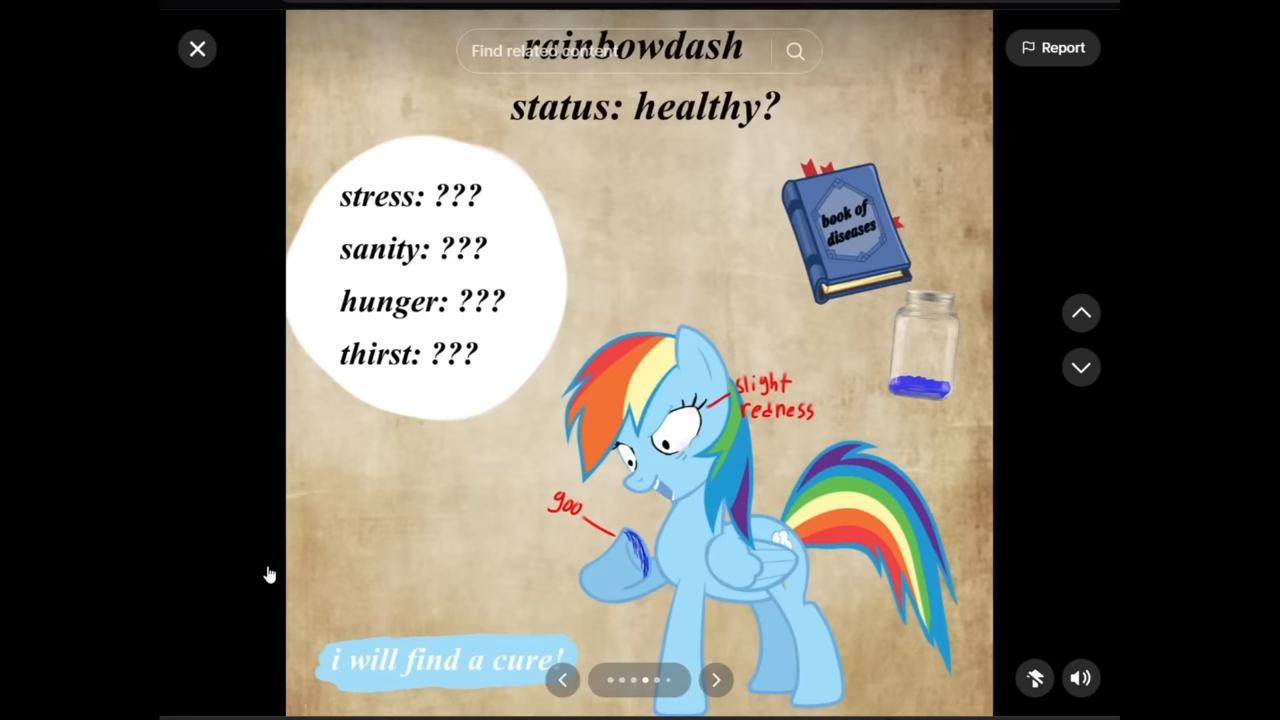 Find related content
Report
rainbowdash
status: healthy?
stress: ???
sanity: ???
hunger: ???
thirst: ???
book of
diseases
slight
redness
goo
i will find a cure!